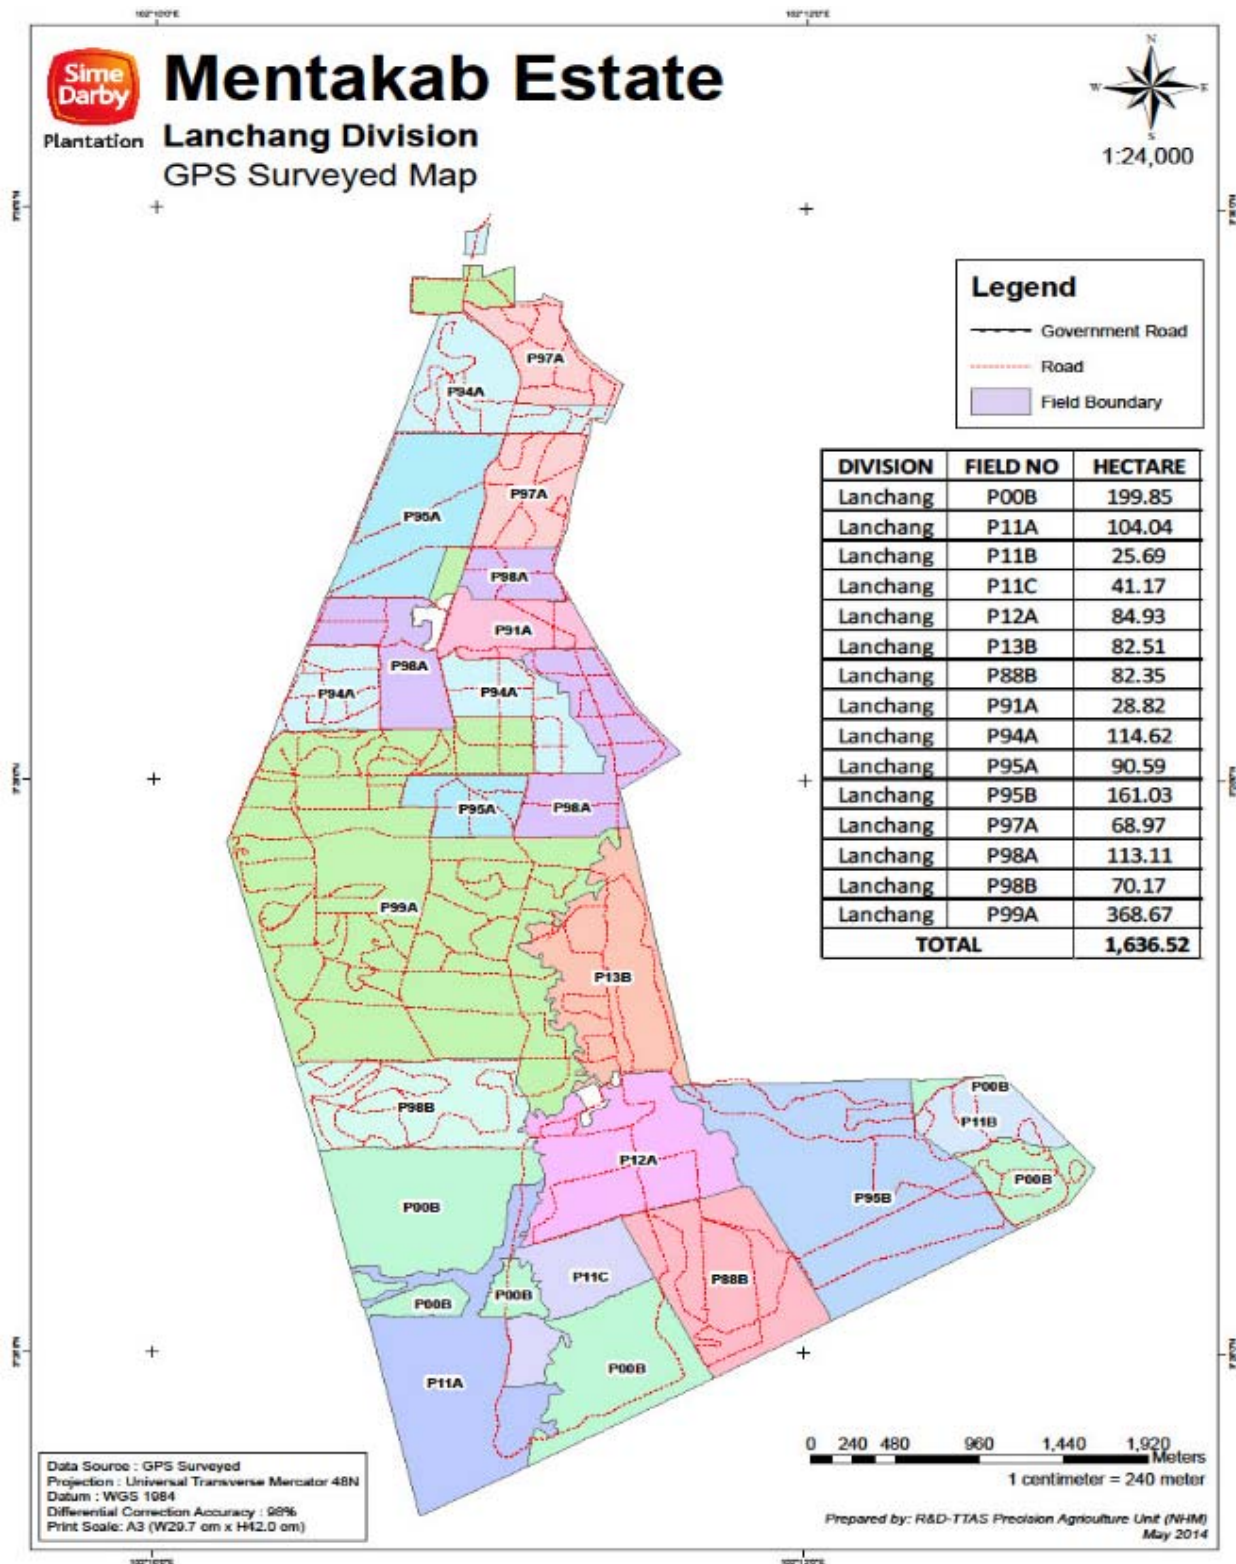 Sime
Darby
Plantation
Mentakab Estate
Lanchang Division
GPS Surveyed Map
N
W E
S
1:24,000
Legend
Government Road
Road
Field Boundary
DIVISION FIELD NO HECTARE
Lanchang P00B 199.85
Lanchang P11A 104.04
Lanchang P11B 25.69
Lanchang P11C 41.17
Lanchang P12A 84.93
Lanchang P13B 82.51
Lanchang P88B 82.35
Lanchang P91A 28.82
Lanchang P94A 114.62
Lanchang P95A 90.59
Lanchang P95B 161.03
Lanchang P97A 68.97
Lanchang P98A 113.11
Lanchang P98B 70.17
Lanchang P99A 368.67
TOTAL 1,636.52
P97A
P94A
P97A
P95A
P98A
P91A
P98A
P94A
P94A
P95A
P98A
P99A
P13B
P00B
P98B
P11B
P12A
P00B
P95B
P00B
P11C
P88B
P00B
P00B
P00B
P11A
0 240 480 960 1,440 1,920
Meters
1 centimeter = 240 meter
Data Source : GPS Surveyed
Projection : Universal Transverse Mercator 48N
Datum : WGS 1984
Differential Correction Accuracy : 98%
Print Scale: A3 (W29.7 cm x H42.0 cm)
Prepared by: R&D-TTAS Precision Agriculture Unit (NHM)
May 2014